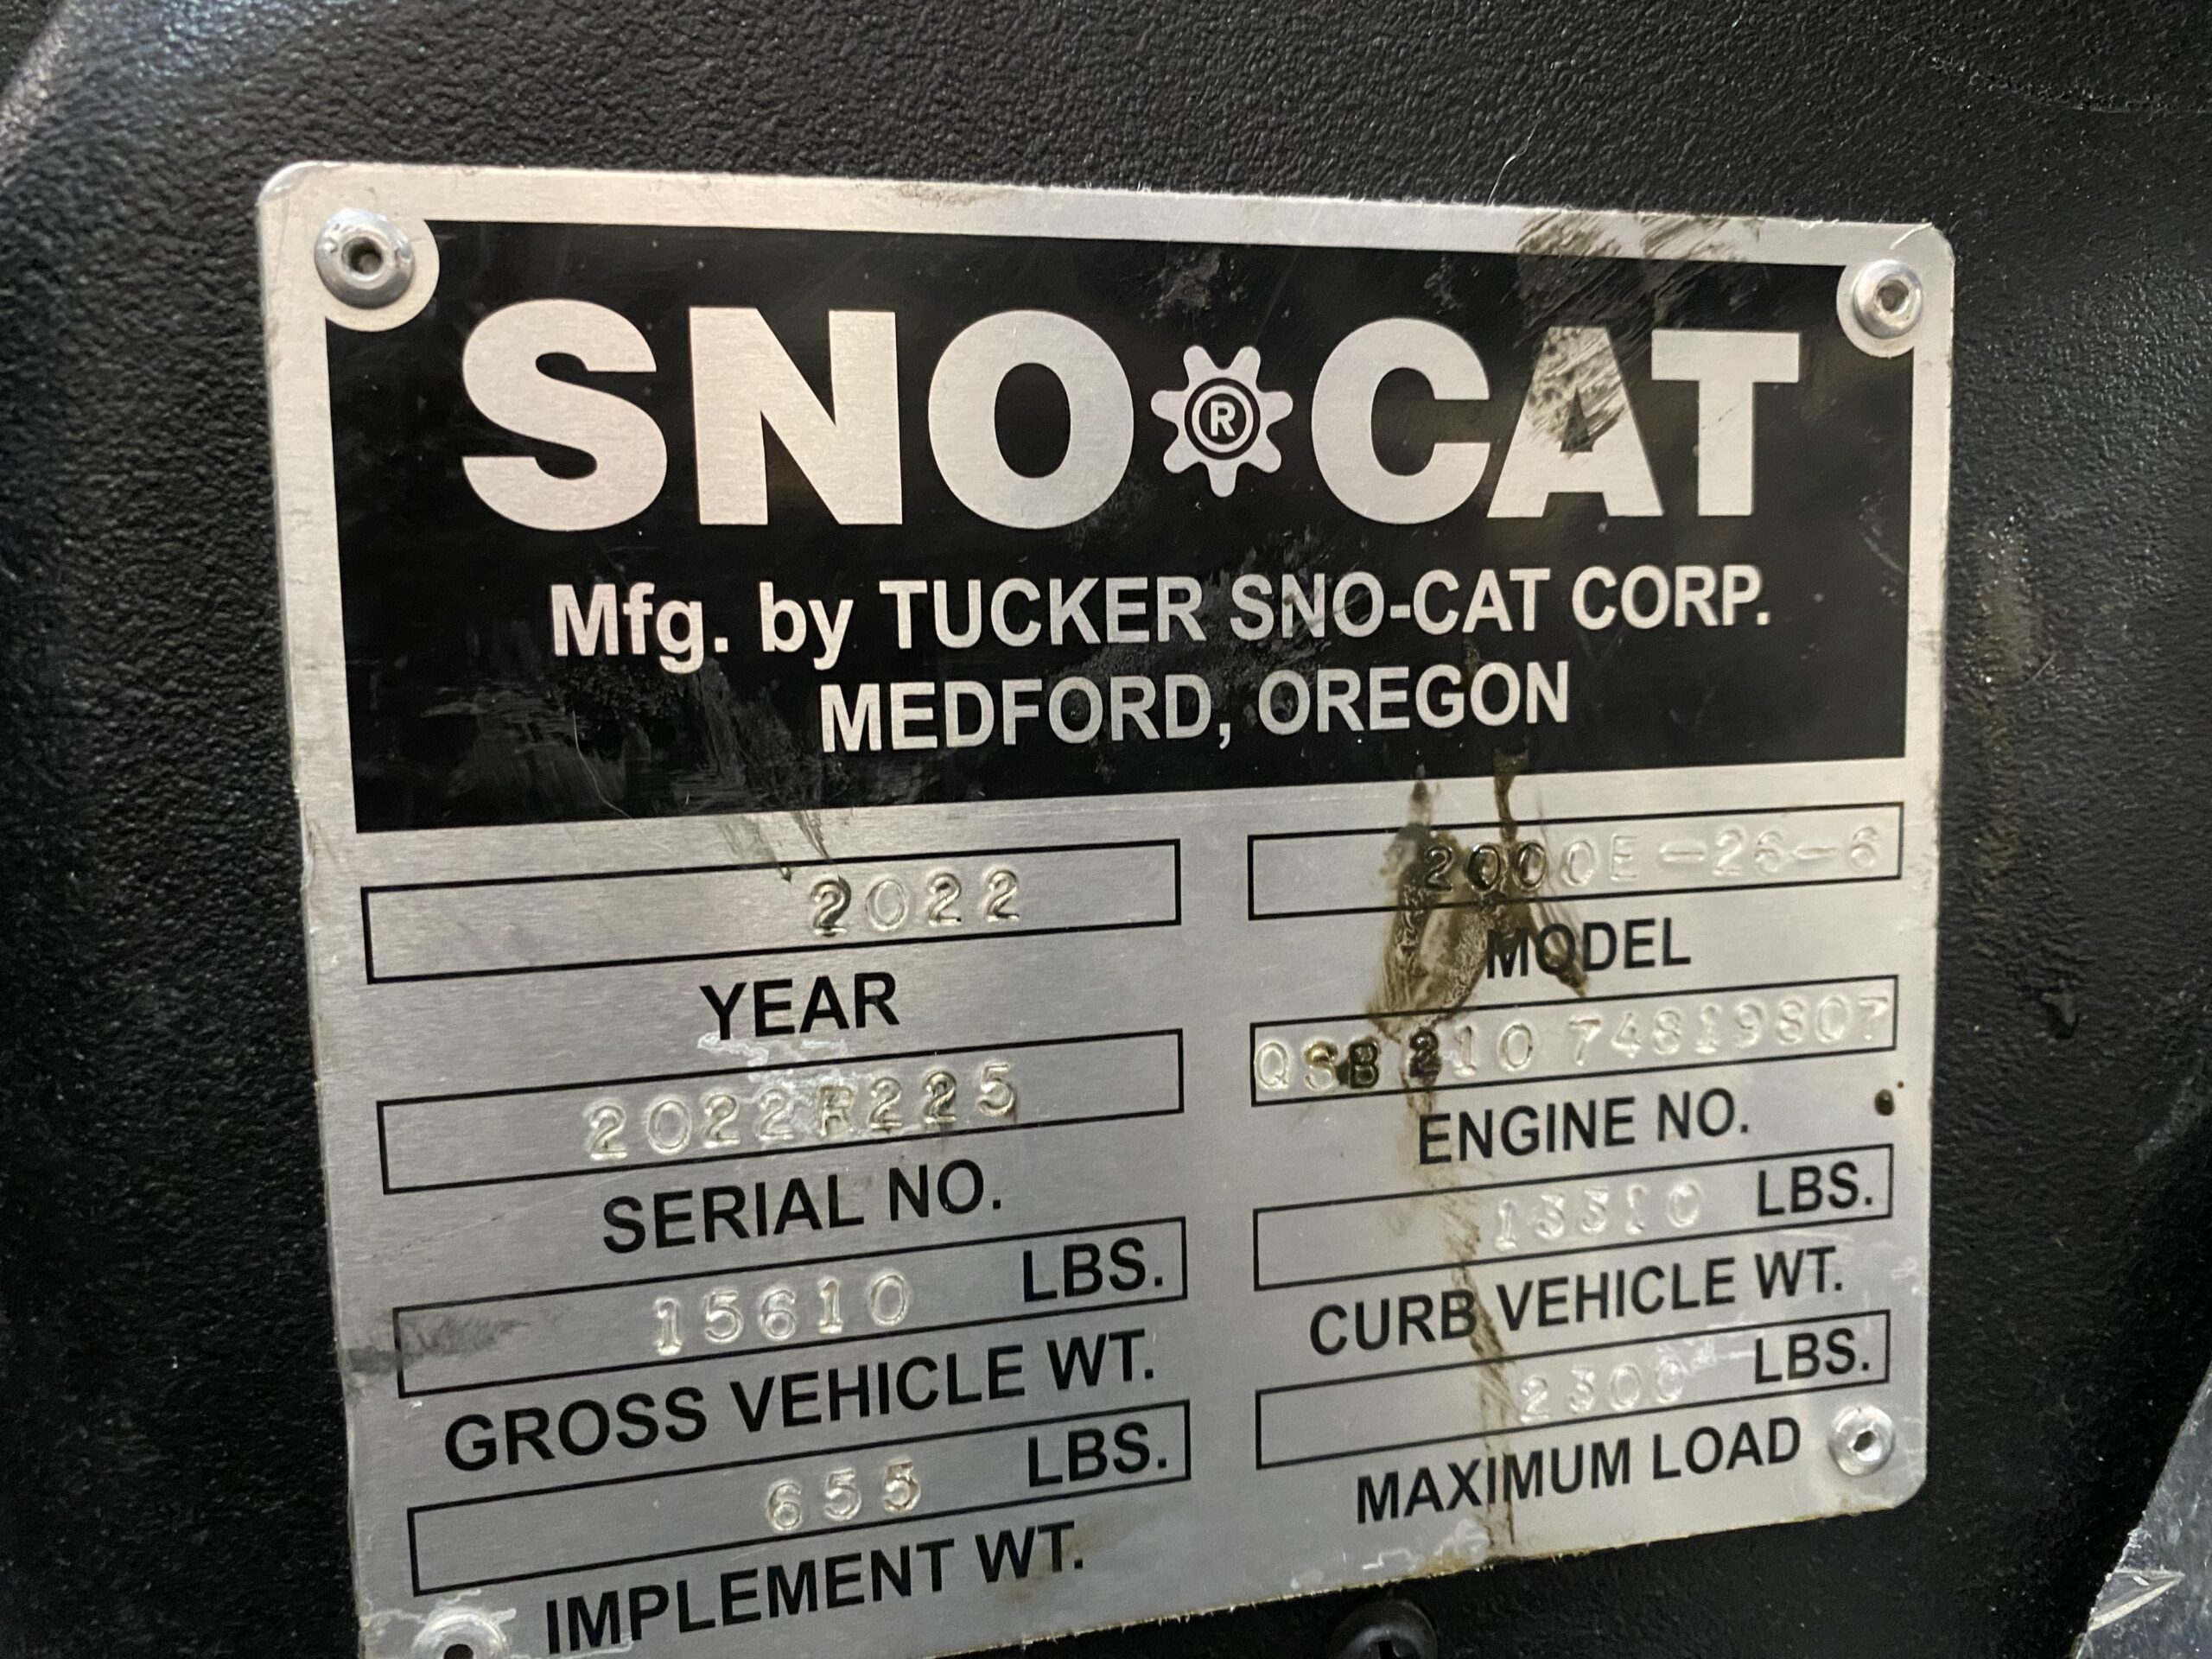 SNO®CAT
Mfg. by TUCKER SNO-CAT CORP.
MEDFORD, OREGON
2022
YEAR
2000E-26-6
MODEL
2022R225
SERIAL NO.
QSB 210 74819807
ENGINE NO.
15610 LBS.
GROSS VEHICLE WT.
13310 LBS.
CURB VEHICLE WT.
655 LBS.
IMPLEMENT WT.
2300 LBS.
MAXIMUM LOAD